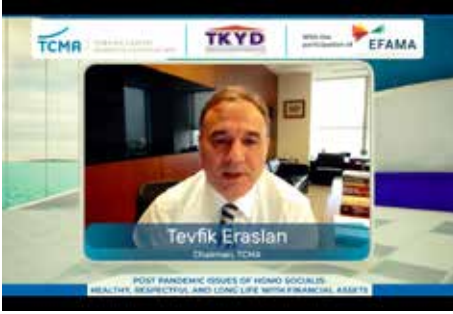 TCMA
TKYD
With the
participation of
EFAMA
Tevfik Eraslan
Chairman, TCMA
POST PANDEMIC ISSUES OF HOMO SOCIALIS:
HEALTHY, RESPECTFUL AND LONG LIFE WITH FINANCIAL ASSETS